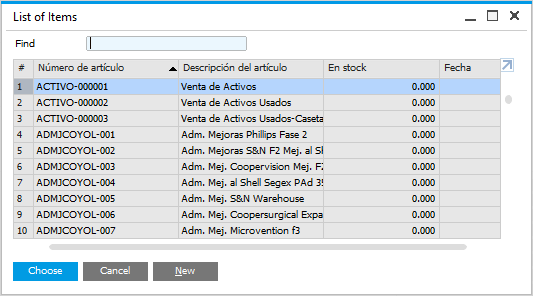 List of Items
Find
# Número de artículo Descripción del artículo En stock Fecha
1 ACTIVO-000001 Venta de Activos 0.000
2 ACTIVO-000002 Venta de Activos Usados 0.000
3 ACTIVO-000003 Venta de Activos Usados-Caseta 0.000
4 ADMJCOYOL-001 Adm. Mejoras Phillips Fase 2 0.000
5 ADMJCOYOL-002 Adm. Mejoras S&N F2 Mej. al Sh 0.000
6 ADMJCOYOL-003 Adm. Mej. Coopervision Mej. F2 0.000
7 ADMJCOYOL-004 Adm. Mej. al Shell Segex PAd 35 0.000
8 ADMJCOYOL-005 Adm. Mej. S&N Warehouse 0.000
9 ADMJCOYOL-006 Adm. Mej. Coopersurgical Expa 0.000
10 ADMJCOYOL-007 Adm. Mej. Microvention f3 0.000
Choose Cancel New